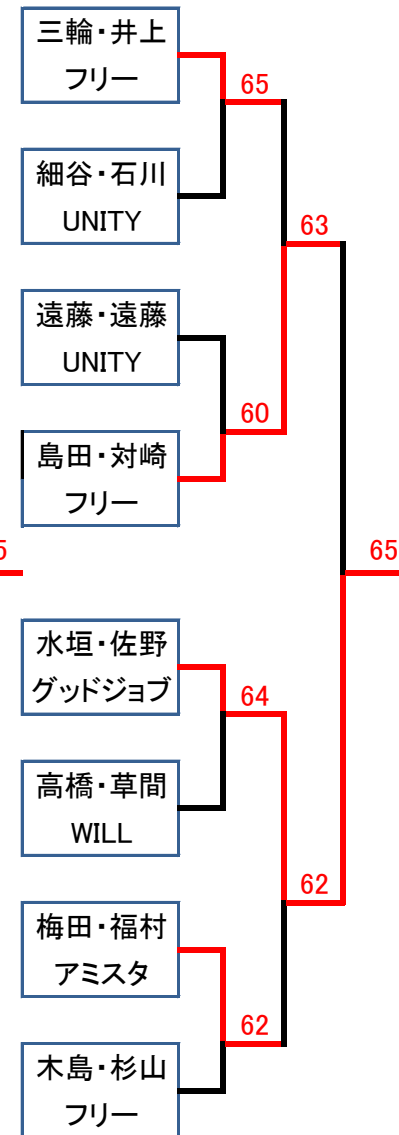 三輪・井上
フリー
65
細谷・石川
UNITY
63
遠藤・遠藤
UNITY
60
島田・対崎
フリー
5
65
水垣・佐野
グッドジョブ
64
高橋・草間
WILL
62
梅田・福村
アミスタ
62
木島・杉山
フリー